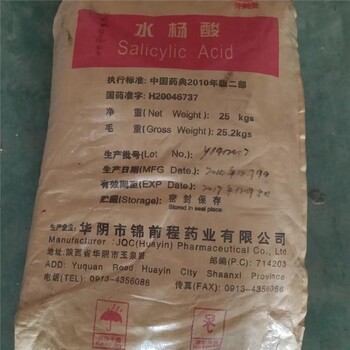 水杨酸
Salicylic Acid
执行标准: 中国药典2010年版二部
国药准字: H20046737
净 重(Net Weight): 25 kgs
毛 重(Gross Weight): 25.2kgs
生产批号(Lot No.)
生产日期(MFG Date)
有效期至(EXP Date)
贮藏(Storage): 密封保存
Stored in seal place
华阴市锦前程药业有限公司
Manufacturer :JQC(Huayin) Pharmaceutical Co., Ltd
地址:陕西省华阴市玉泉路 邮编(P.C): 714203
ADD: Yuquan Road Huayin City Shaanxi Province
电话(TEL) 0913-4356088 传真(FAX) 0913-4356086